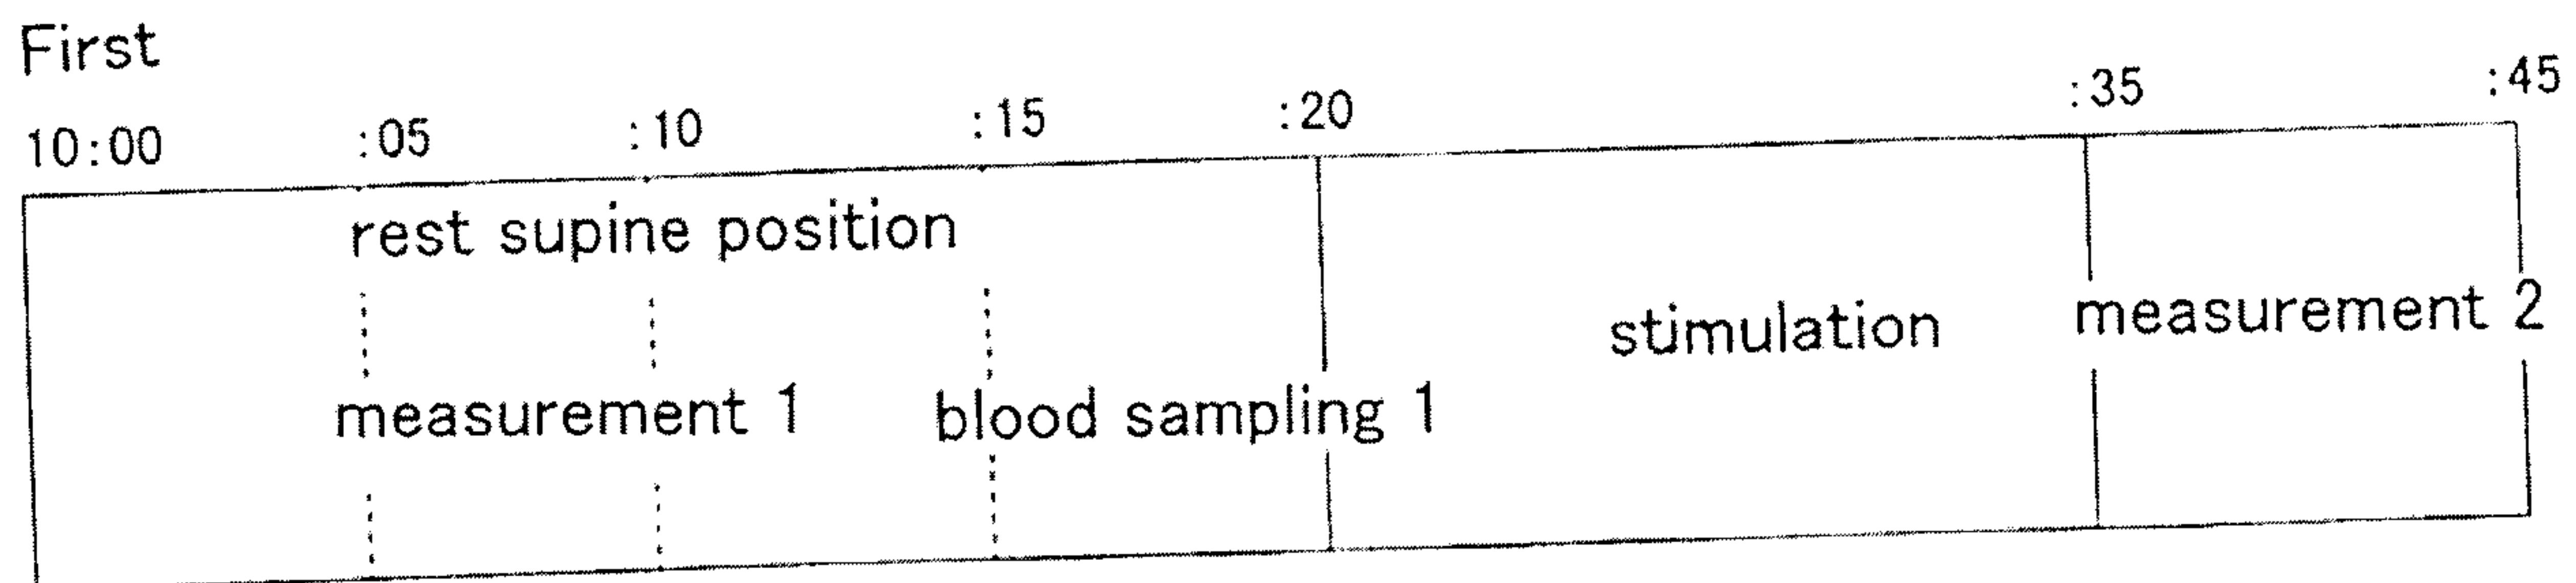 First
10:00 :05 :10 :15 :20 :35 :45
rest supine position
stimulation measurement 2
measurement 1 blood sampling 1